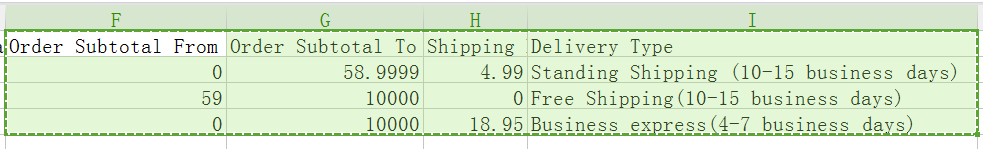 F G H I
Order Subtotal From Order Subtotal To Shipping Delivery Type
0 58.9999 4.99 Standing Shipping (10-15 business days)
59 10000 0 Free Shipping(10-15 business days)
0 10000 18.95 Business express(4-7 business days)